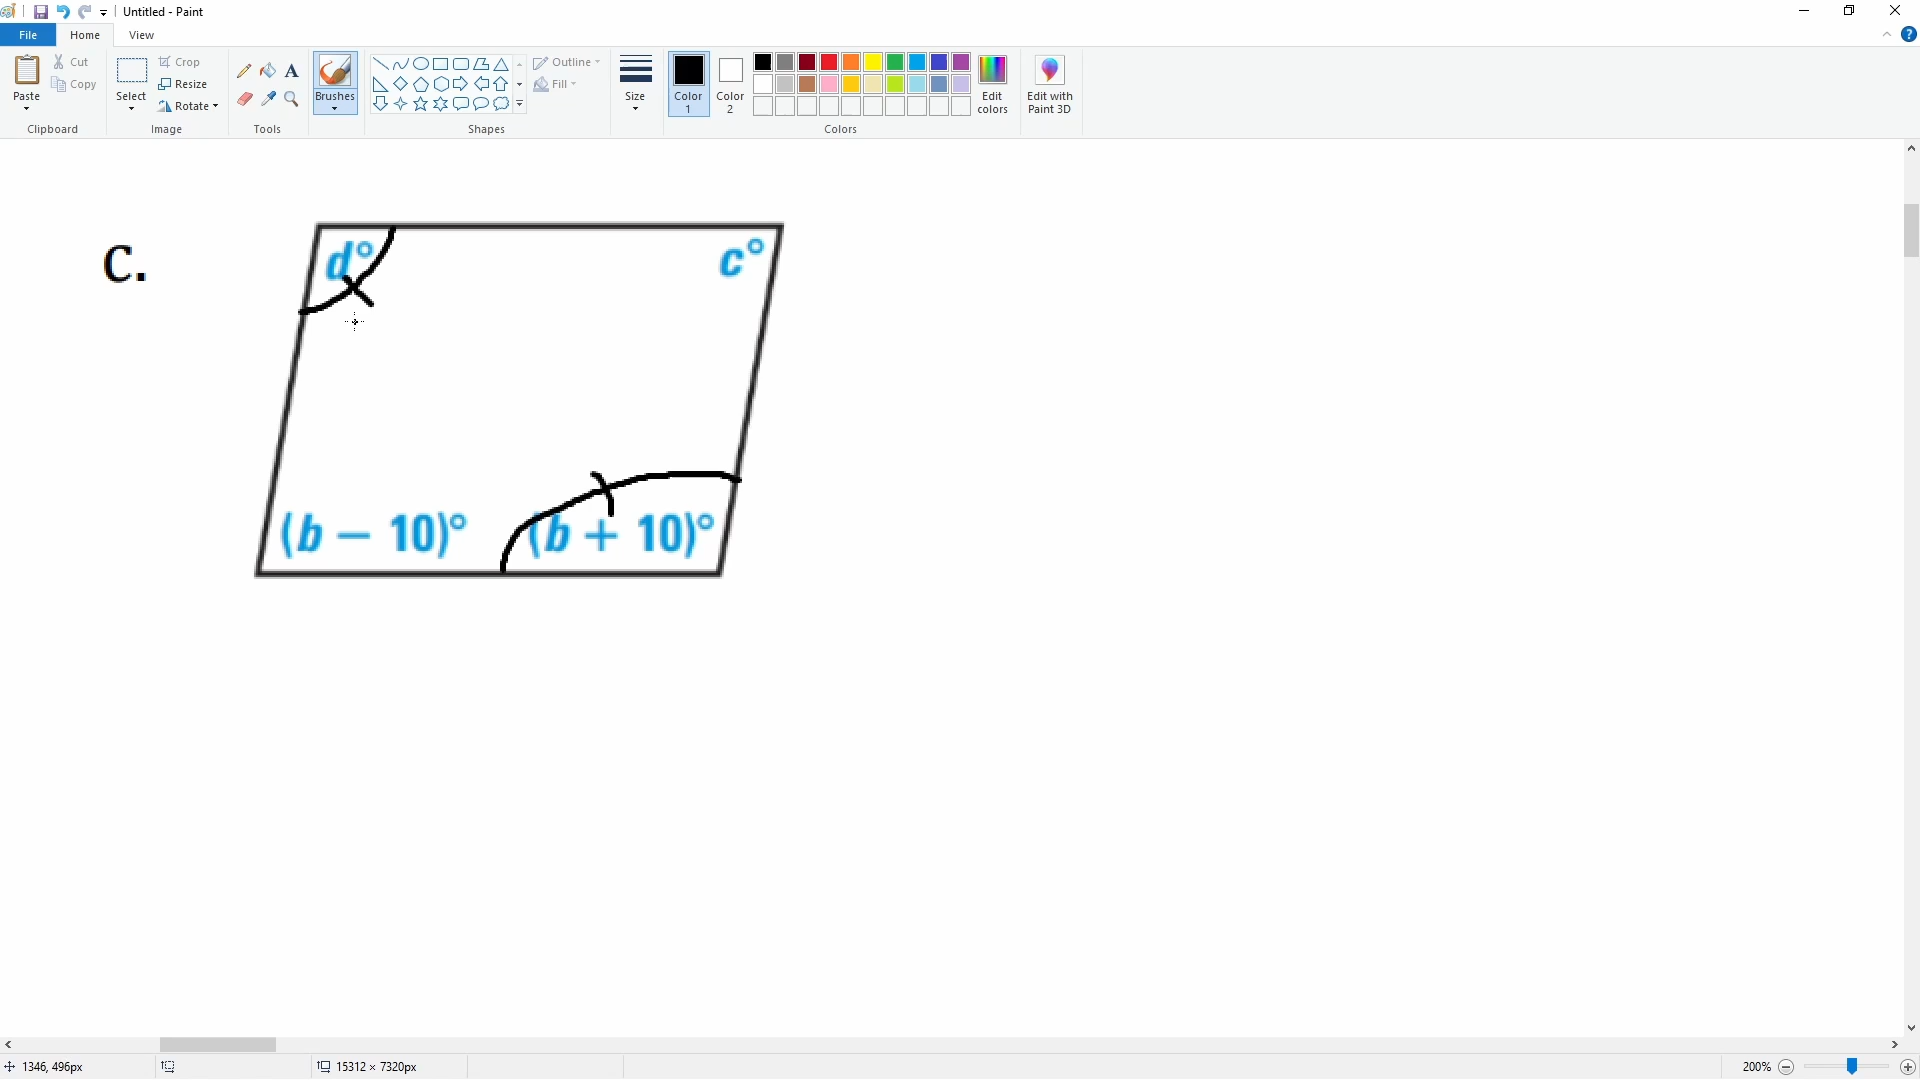 Untitled - Paint
File Home View
Paste
Cut
Copy
Clipboard
Select
Crop
Resize
Rotate
Image
A
Tools
Brushes
Outline
Fill
Shapes
Size
Color 1
Color 2
Edit colors
Colors
Edit with Paint 3D
?
C.
d°
c°
(b – 10)°
(b + 10)°
1346, 496px
15312 × 7320px
200%